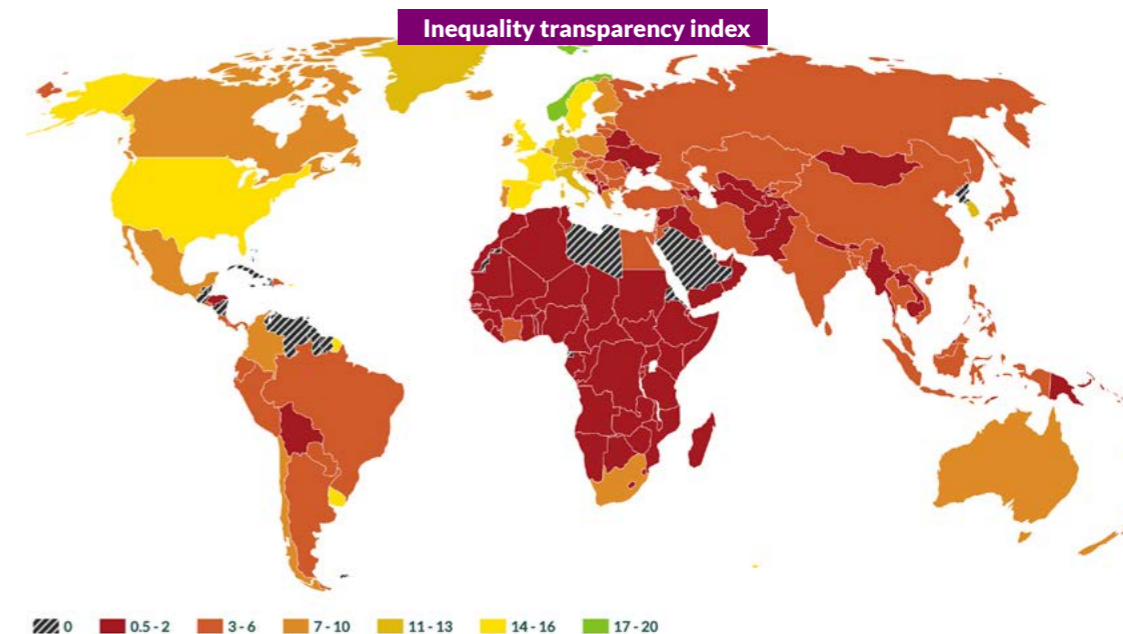 Inequality transparency index
0 0.5 - 2 3 - 6 7 - 10 11 - 13 14 - 16 17 - 20